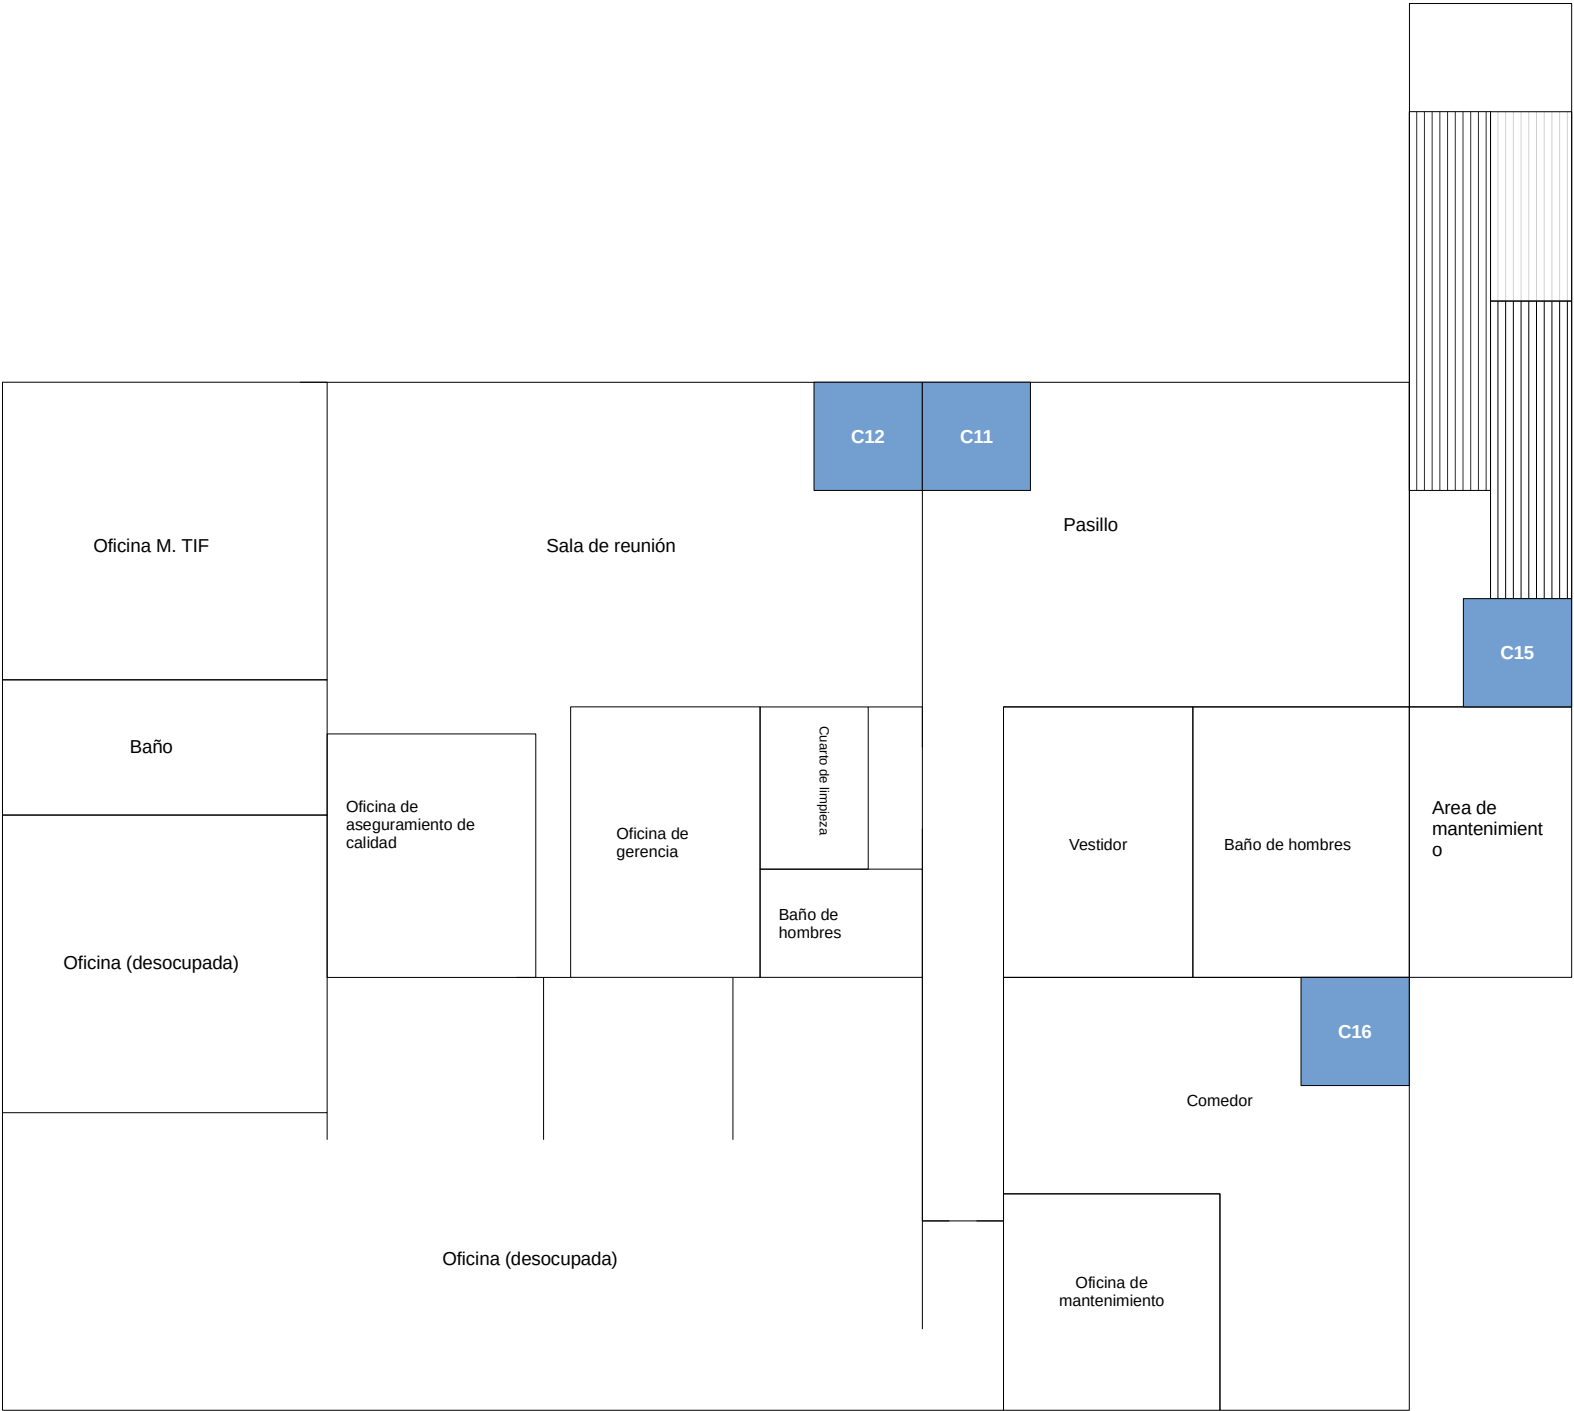 C12
C11
Pasillo
Oficina M. TIF
Sala de reunión
C15
Baño
Cuarto de limpieza
Oficina de
aseguramiento de
calidad
Oficina de
gerencia
Vestidor
Baño de hombres
Area de
mantenimient
o
Baño de
hombres
Oficina (desocupada)
C16
Comedor
Oficina (desocupada)
Oficina de
mantenimiento